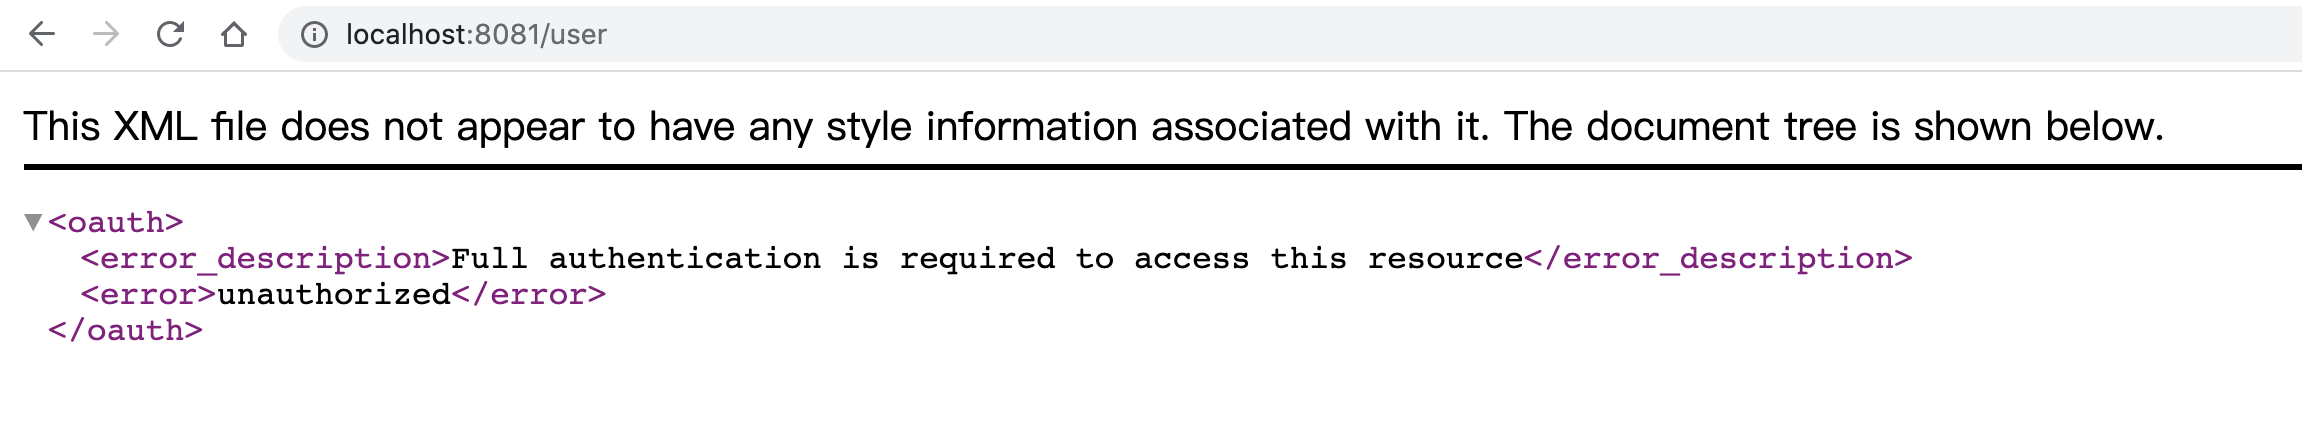 localhost:8081/user
This XML file does not appear to have any style information associated with it. The document tree is shown below.
<oauth>
<error_description>Full authentication is required to access this resource</error_description>
<error>unauthorized</error>
</oauth>